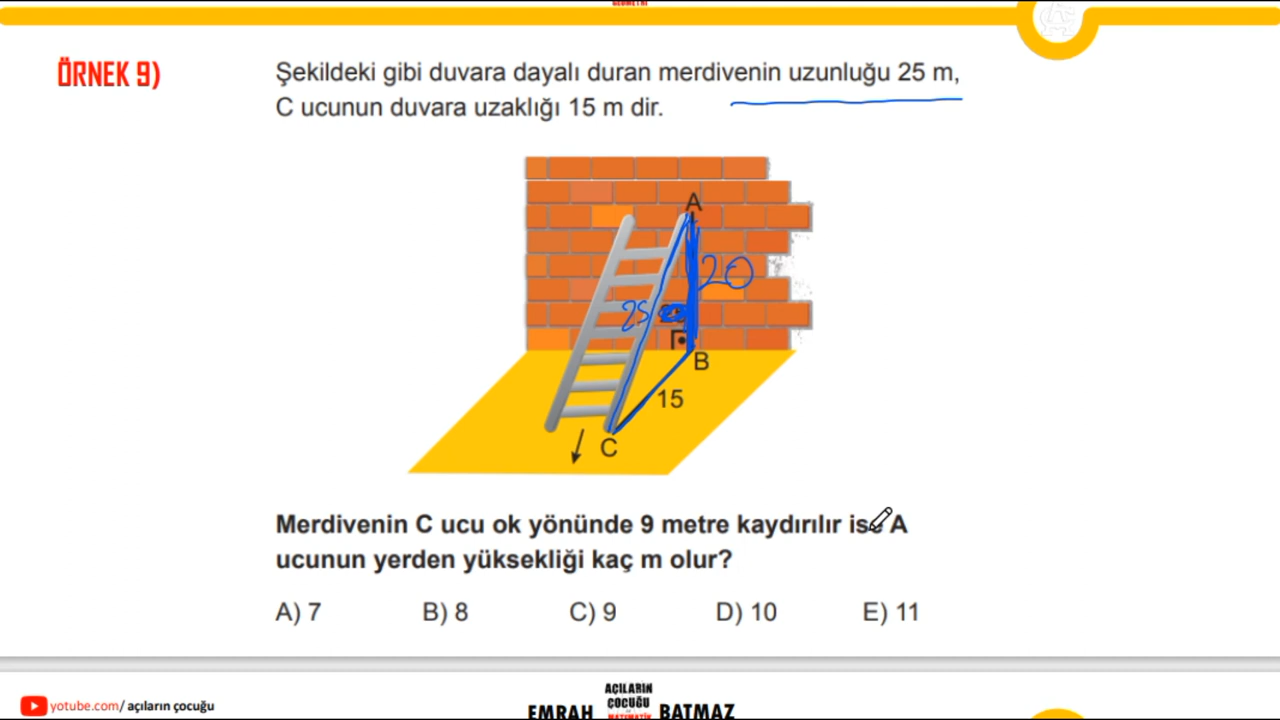 GEOMETRİ
ÖRNEK 9)
Şekildeki gibi duvara dayalı duran merdivenin uzunluğu 25 m,
C ucunun duvara uzaklığı 15 m dir.
A
20
25
B
15
C
Merdivenin C ucu ok yönünde 9 metre kaydırılır ise A
ucunun yerden yüksekliği kaç m olur?
A) 7 B) 8 C) 9 D) 10 E) 11
yotube.com/ açıların çocuğu
EMRAH AÇILARIN ÇOCUĞU MATEMATİK BATMAZ